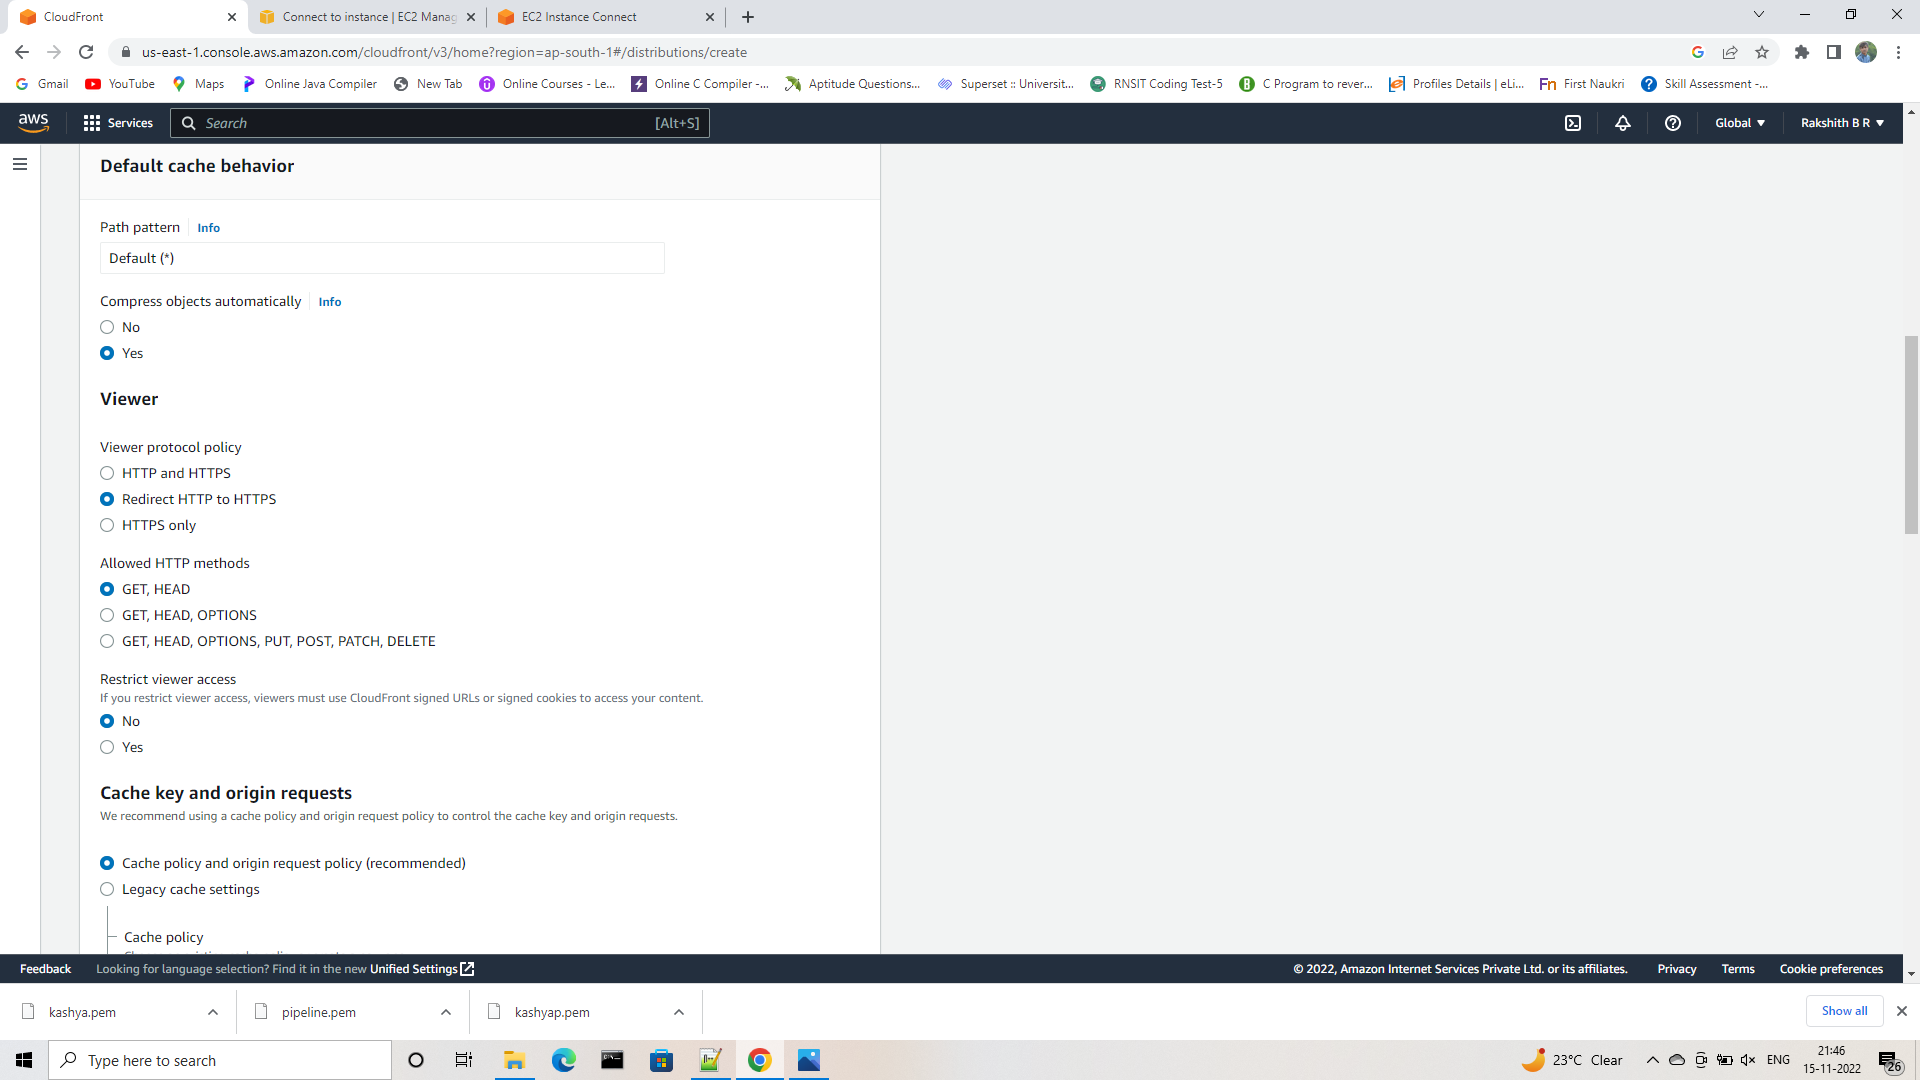 CloudFront
Connect to instance | EC2 Manag
EC2 Instance Connect
us-east-1.console.aws.amazon.com/cloudfront/v3/home?region=ap-south-1#/distributions/create
Gmail
YouTube
Maps
Online Java Compiler
New Tab
Online Courses - Le...
Online C Compiler -...
Aptitude Questions...
Superset :: Universit...
RNSIT Coding Test-5
C Program to rever...
Profiles Details | eLi...
Fn First Naukri
Skill Assessment -...
aws
Services
Search [Alt+S]
Global
Rakshith B R
Default cache behavior
Path pattern Info
Default (*)
Compress objects automatically Info
No
Yes
Viewer
Viewer protocol policy
HTTP and HTTPS
Redirect HTTP to HTTPS
HTTPS only
Allowed HTTP methods
GET, HEAD
GET, HEAD, OPTIONS
GET, HEAD, OPTIONS, PUT, POST, PATCH, DELETE
Restrict viewer access
If you restrict viewer access, viewers must use CloudFront signed URLs or signed cookies to access your content.
No
Yes
Cache key and origin requests
We recommend using a cache policy and origin request policy to control the cache key and origin requests.
Cache policy and origin request policy (recommended)
Legacy cache settings
Cache policy
Feedback
Looking for language selection? Find it in the new Unified Settings
© 2022, Amazon Internet Services Private Ltd. or its affiliates.
Privacy
Terms
Cookie preferences
kashya.pem
pipeline.pem
kashyap.pem
Show all
Type here to search
23°C Clear
ENG
21:46
15-11-2022
26